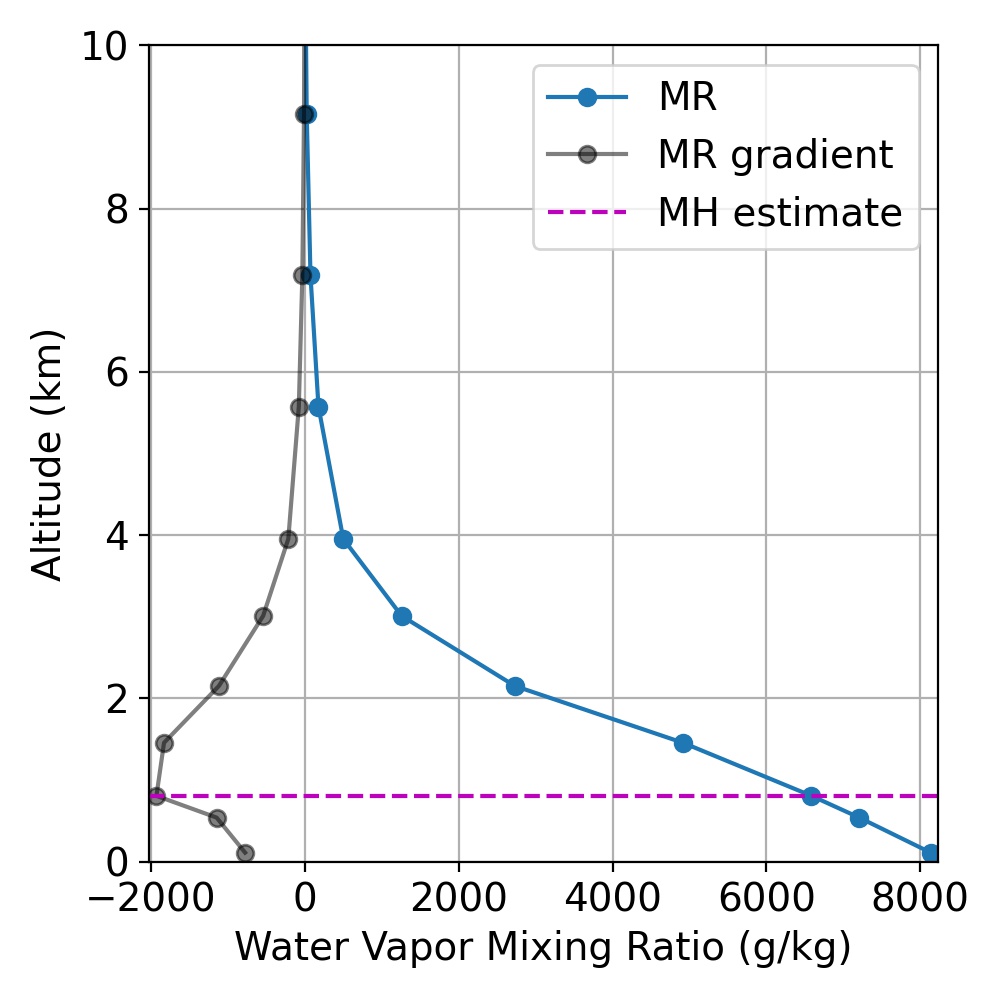 10
8
6
4
2
0
Altitude (km)
MR
MR gradient
MH estimate
−2000 0 2000 4000 6000 8000
Water Vapor Mixing Ratio (g/kg)